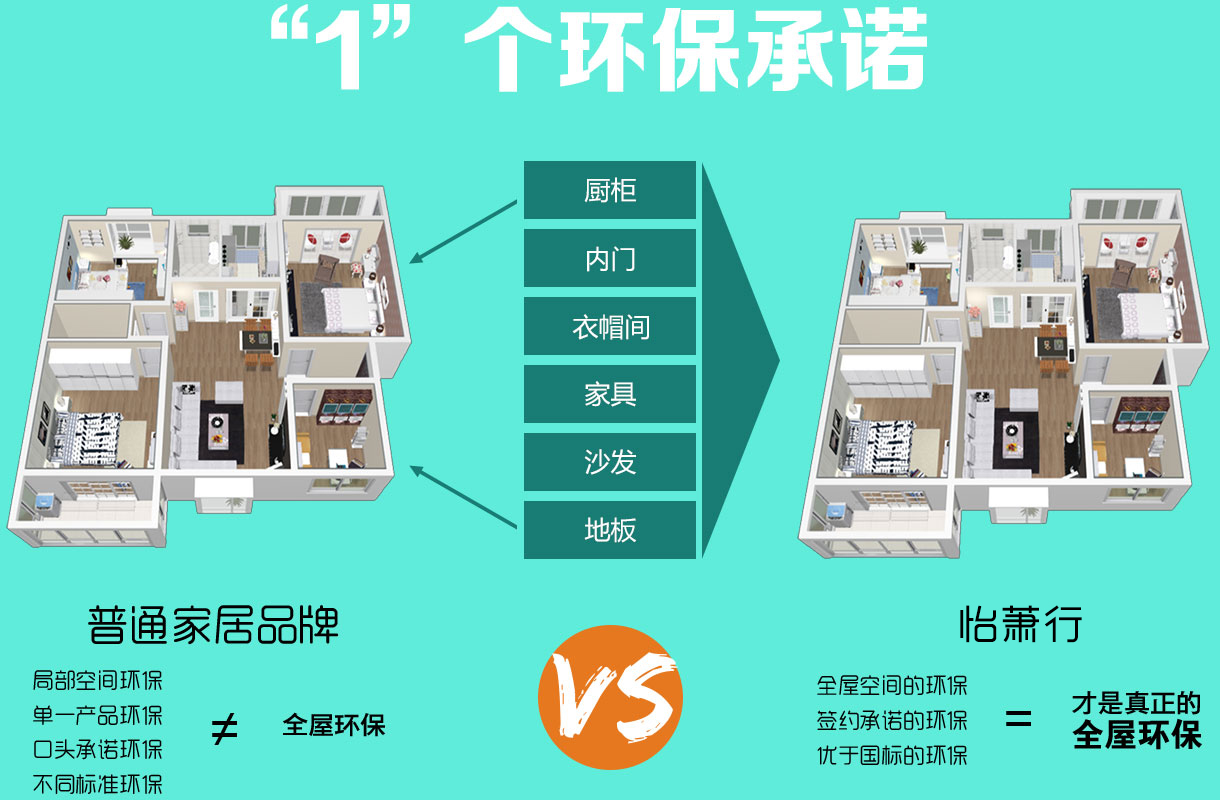 “1”个环保承诺
厨柜
内门
衣帽间
家具
沙发
地板
普通家居品牌
局部空间环保
单一产品环保
口头承诺环保
不同标准环保
≠
全屋环保
VS
怡萧行
全屋空间的环保
签约承诺的环保
优于国标的环保
=
才是真正的
全屋环保